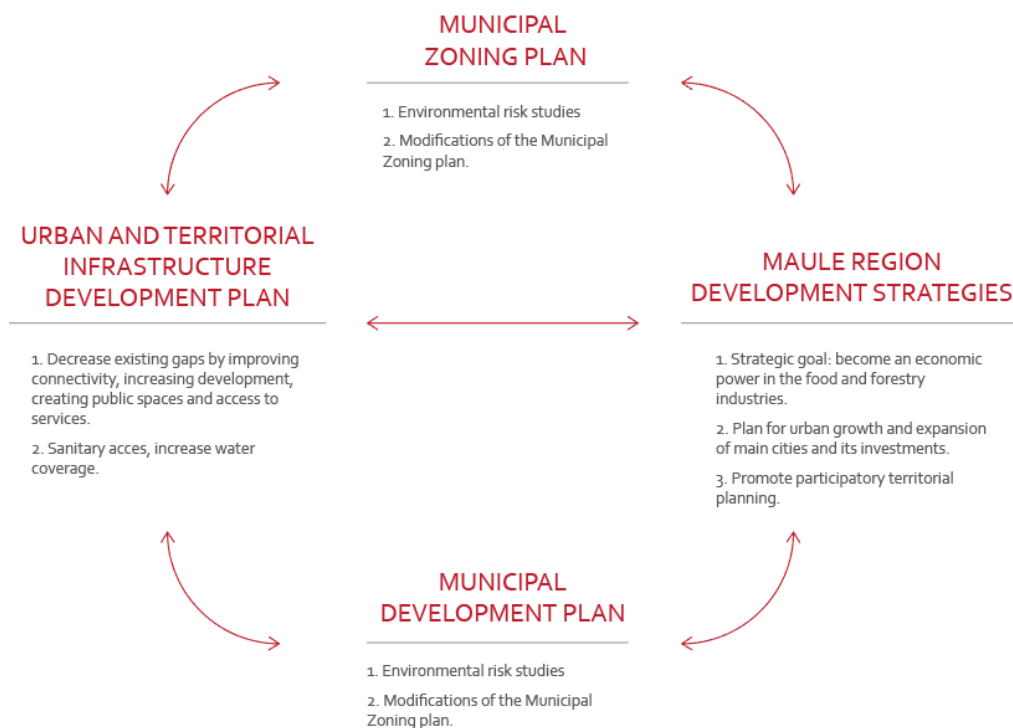 MUNICIPAL
ZONING PLAN
1. Environmental risk studies
2. Modifications of the Municipal
Zoning plan.
URBAN AND TERRITORIAL
INFRASTRUCTURE
DEVELOPMENT PLAN
1. Decrease existing gaps by improving
connectivity, increasing development,
creating public spaces and access to
services.
2. Sanitary acces, increase water
coverage.
MAULE REGION
DEVELOPMENT STRATEGIES
1. Strategic goal: become an economic
power in the food and forestry
industries.
2. Plan for urban growth and expansion
of main cities and its investments.
3. Promote participatory territorial
planning.
MUNICIPAL
DEVELOPMENT PLAN
1. Environmental risk studies
2. Modifications of the Municipal
Zoning plan.